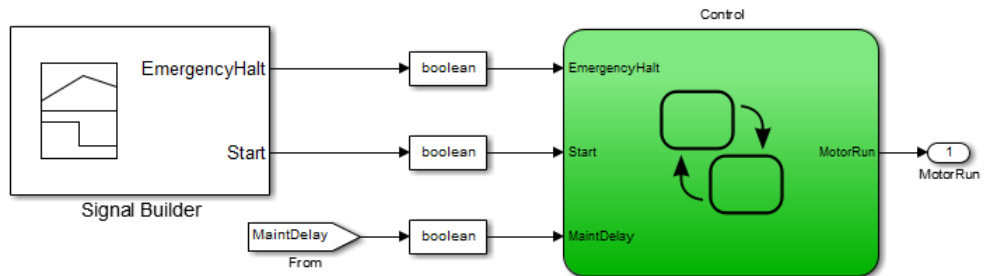 Control
EmergencyHalt
boolean
EmergencyHalt
Start
boolean
Start
MotorRun
1
MotorRun
Signal Builder
MaintDelay
boolean
MaintDelay
From